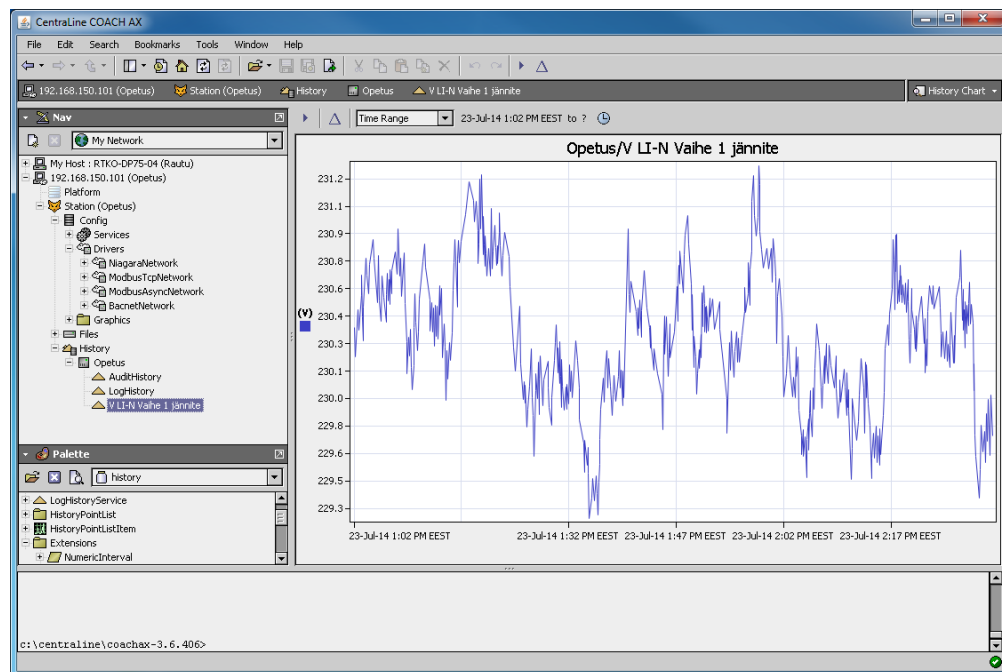 CentraLine COACH AX
File Edit Search Bookmarks Tools Window Help
192.168.150.101 (Opetus) Station (Opetus) History Opetus V LI-N Vaihe 1 jännite History Chart
Nav
My Network
My Host : RTKO-DP75-04 (Rautu)
192.168.150.101 (Opetus)
Platform
Station (Opetus)
Config
Services
Drivers
NiagaraNetwork
ModbusTcpNetwork
ModbusAsyncNetwork
BacnetNetwork
Graphics
Files
History
Opetus
AuditHistory
LogHistory
V LI-N Vaihe 1 jännite
Palette
history
LogHistoryService
HistoryPointList
HistoryPointListItem
Extensions
NumericInterval
Time Range 23-Jul-14 1:02 PM EEST to ?
Opetus/V LI-N Vaihe 1 jännite
231.2
231.1
230.9
230.8
230.6
230.4
230.3
230.1
230.0
229.8
229.6
229.5
229.3
(V)
23-Jul-14 1:02 PM EEST 23-Jul-14 1:32 PM EEST 23-Jul-14 1:47 PM EEST 23-Jul-14 2:02 PM EEST 23-Jul-14 2:17 PM EEST
c:\centraline\coachax-3.6.406>